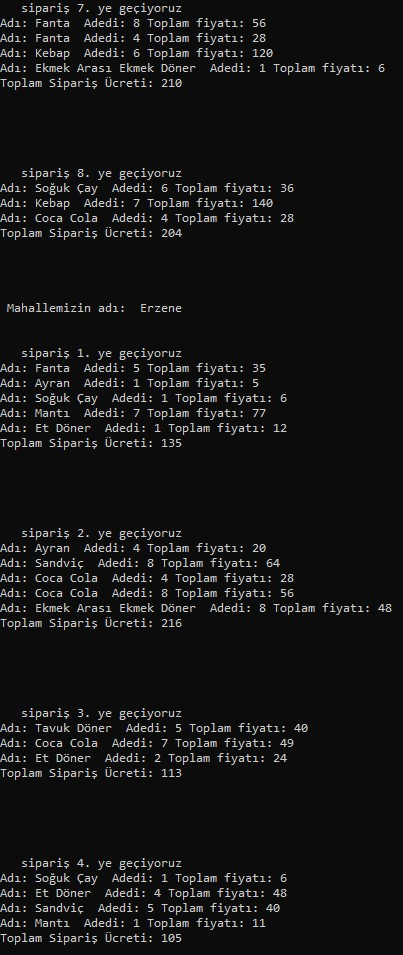 sipariş 7. ye geçiyoruz
Adı: Fanta  Adedi: 8 Toplam fiyatı: 56
Adı: Fanta  Adedi: 4 Toplam fiyatı: 28
Adı: Kebap  Adedi: 6 Toplam fiyatı: 120
Adı: Ekmek Arası Ekmek Döner  Adedi: 1 Toplam fiyatı: 6
Toplam Sipariş Ücreti: 210
sipariş 8. ye geçiyoruz
Adı: Soğuk Çay  Adedi: 6 Toplam fiyatı: 36
Adı: Kebap  Adedi: 7 Toplam fiyatı: 140
Adı: Coca Cola  Adedi: 4 Toplam fiyatı: 28
Toplam Sipariş Ücreti: 204
Mahallemizin adı:  Erzene
sipariş 1. ye geçiyoruz
Adı: Fanta  Adedi: 5 Toplam fiyatı: 35
Adı: Ayran  Adedi: 1 Toplam fiyatı: 5
Adı: Soğuk Çay  Adedi: 1 Toplam fiyatı: 6
Adı: Mantı  Adedi: 7 Toplam fiyatı: 77
Adı: Et Döner  Adedi: 1 Toplam fiyatı: 12
Toplam Sipariş Ücreti: 135
sipariş 2. ye geçiyoruz
Adı: Ayran  Adedi: 4 Toplam fiyatı: 20
Adı: Sandviç  Adedi: 8 Toplam fiyatı: 64
Adı: Coca Cola  Adedi: 4 Toplam fiyatı: 28
Adı: Coca Cola  Adedi: 8 Toplam fiyatı: 56
Adı: Ekmek Arası Ekmek Döner  Adedi: 8 Toplam fiyatı: 48
Toplam Sipariş Ücreti: 216
sipariş 3. ye geçiyoruz
Adı: Tavuk Döner  Adedi: 5 Toplam fiyatı: 40
Adı: Coca Cola  Adedi: 7 Toplam fiyatı: 49
Adı: Et Döner  Adedi: 2 Toplam fiyatı: 24
Toplam Sipariş Ücreti: 113
sipariş 4. ye geçiyoruz
Adı: Soğuk Çay  Adedi: 1 Toplam fiyatı: 6
Adı: Et Döner  Adedi: 4 Toplam fiyatı: 48
Adı: Sandviç  Adedi: 5 Toplam fiyatı: 40
Adı: Mantı  Adedi: 1 Toplam fiyatı: 11
Toplam Sipariş Ücreti: 105